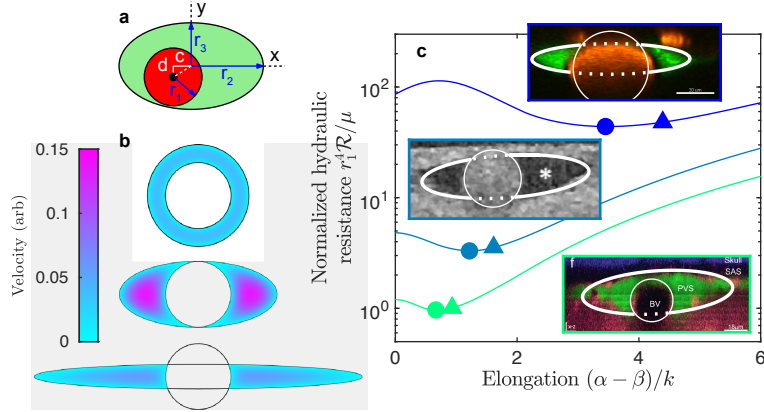 a
y
r3
c
x
d
r2
r1
b
0.15
0.1
0.05
0
Velocity (arb)
Normalized hydraulic
resistance r₁⁴R/μ
c
10²
10¹
10⁰
0
2
4
6
Elongation (α − β)/k
*
f
Skull
SAS
PVS
BV
x-z